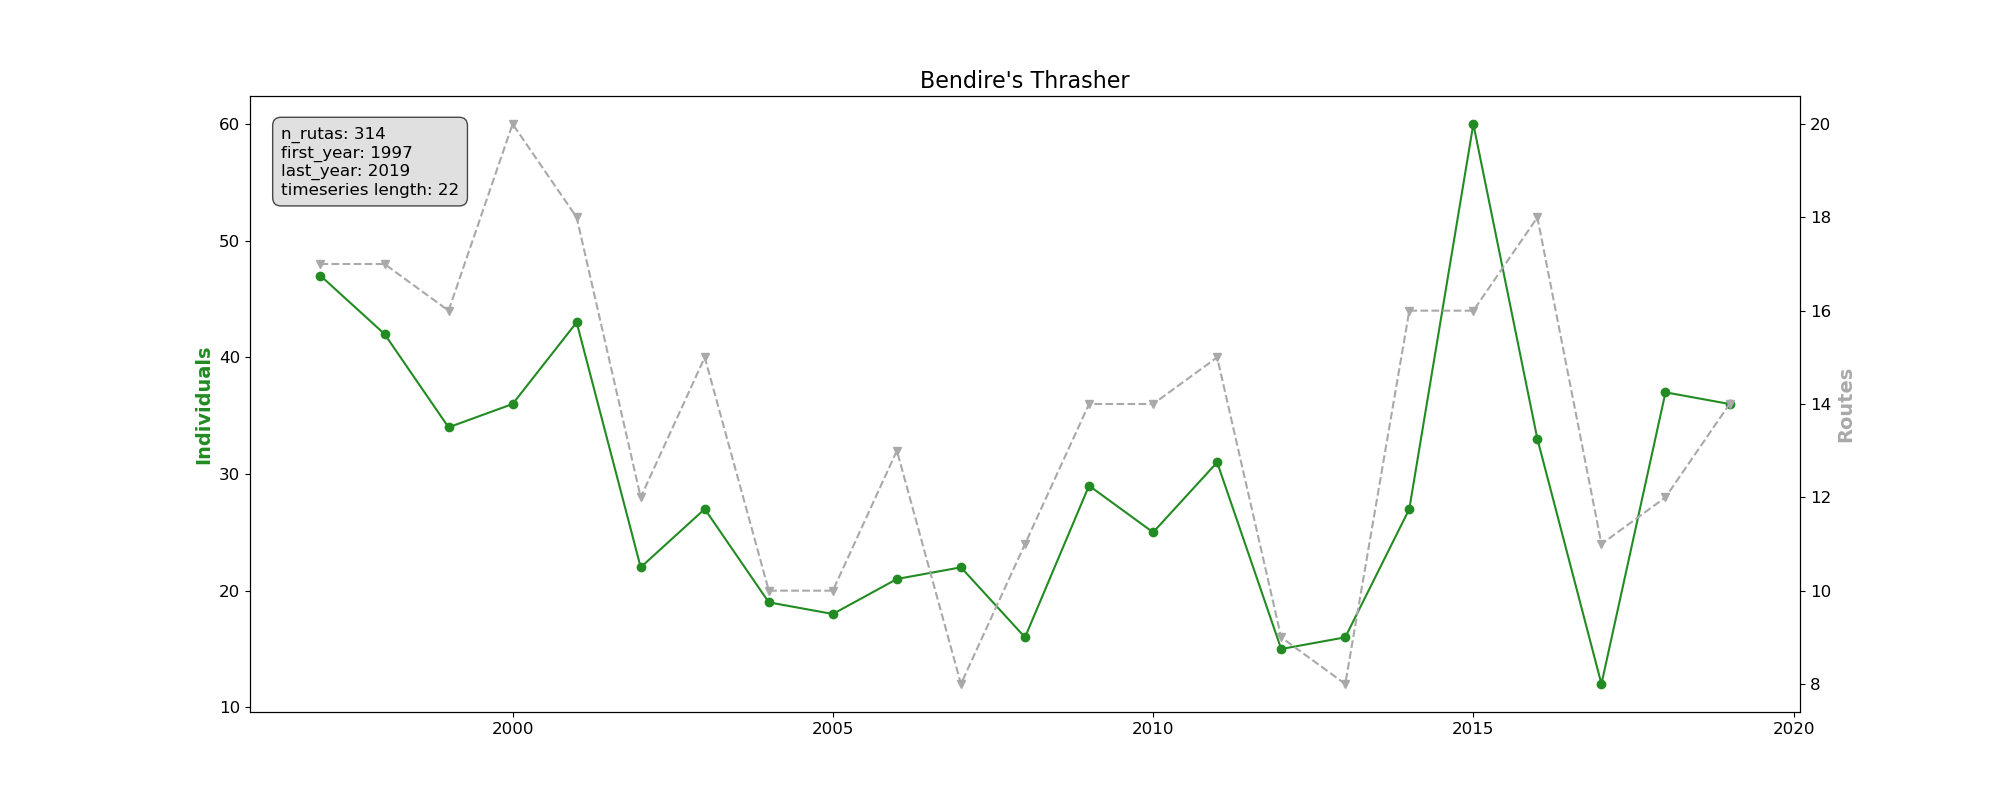 Bendire's Thrasher
n_rutas: 314
first_year: 1997
last_year: 2019
timeseries length: 22
Individuals
60
50
40
30
20
10
Routes
20
18
16
14
12
10
8
2000
2005
2010
2015
2020